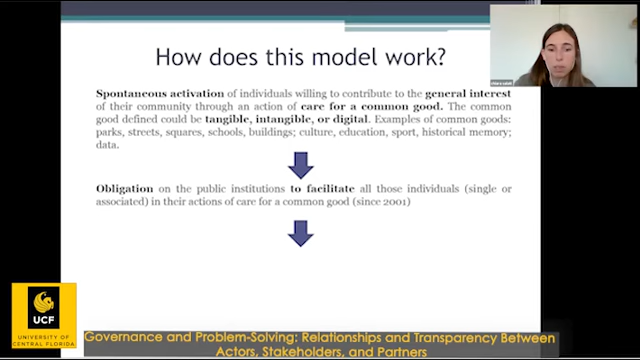 How does this model work?
Spontaneous activation of individuals willing to contribute to the general interest
of their community through an action of care for a common good. The common
good defined could be tangible, intangible, or digital. Examples of common goods:
parks, streets, squares, schools, buildings; culture, education, sport, historical memory;
data.
Obligation on the public institutions to facilitate all those individuals (single or
associated) in their actions of care for a common good (since 2001)
UCF
UNIVERSITY OF
CENTRAL FLORIDA
Governance and Problem-Solving: Relationships and Transparency Between
Actors, Stakeholders, and Partners